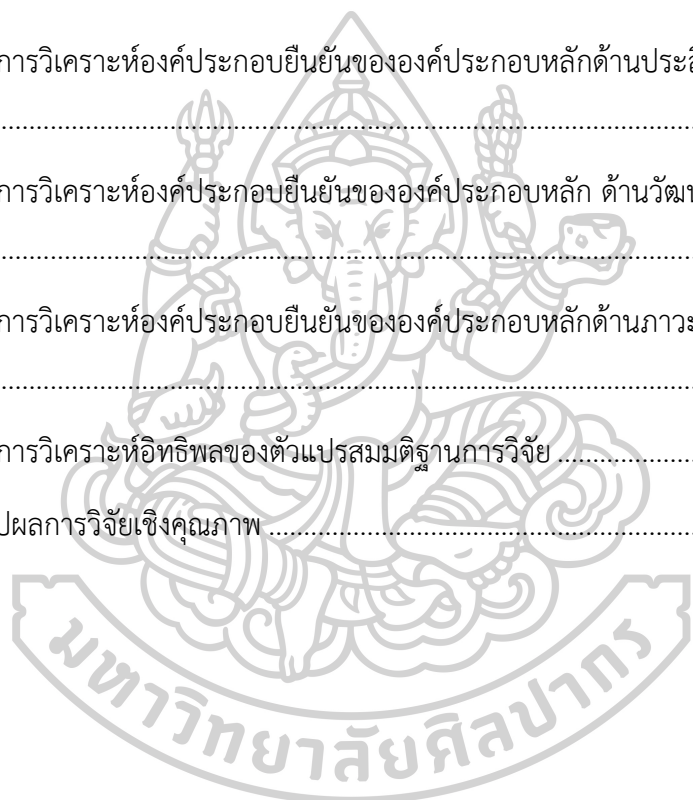 การวิเคราะห์องค์ประกอบยืนยันขององค์ประกอบหลักด้าน
....................................................................................................
การวิเคราะห์องค์ประกอบยืนยันขององค์ประกอบหลัก ด้าน
....................................................................................................
การวิเคราะห์องค์ประกอบยืนยันขององค์ประกอบหลักด้านภาวะ
....................................................................................................
การวิเคราะห์อิทธิพลของตัวแปรสมมติฐานการวิจัย ....................
ปผลการวิจัยเชิงคุณภาพ ............................................................
มหาวิทยาลัยศิลปากร